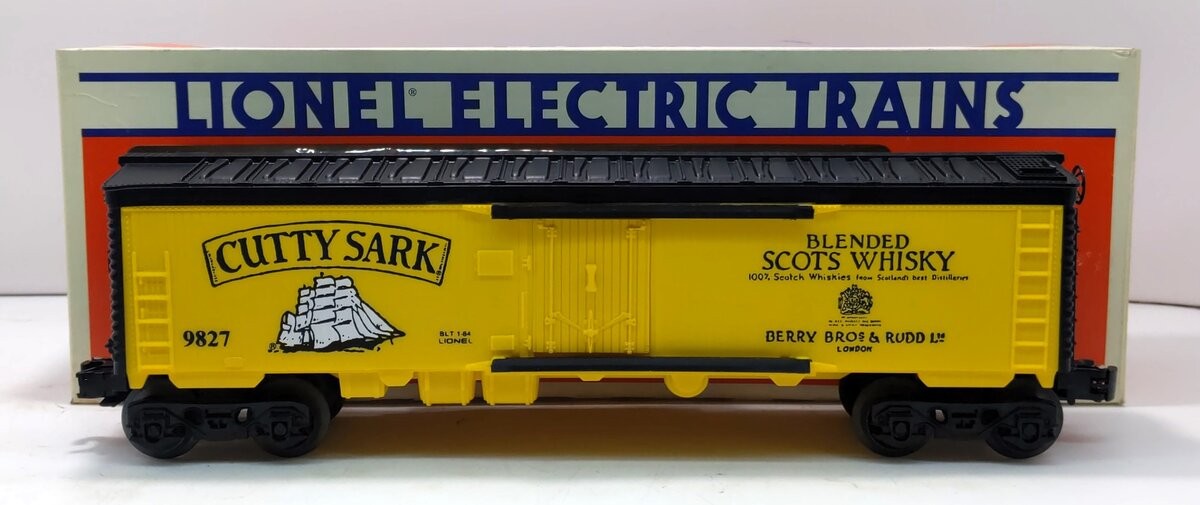 LIONEL® ELECTRIC TRAINS
CUTTY SARK
9827
BLT 1-84
LIONEL
BLENDED
SCOTS WHISKY
100% Scotch Whiskies from Scotland's best Distilleries
BERRY BROS & RUDD LTD
LONDON